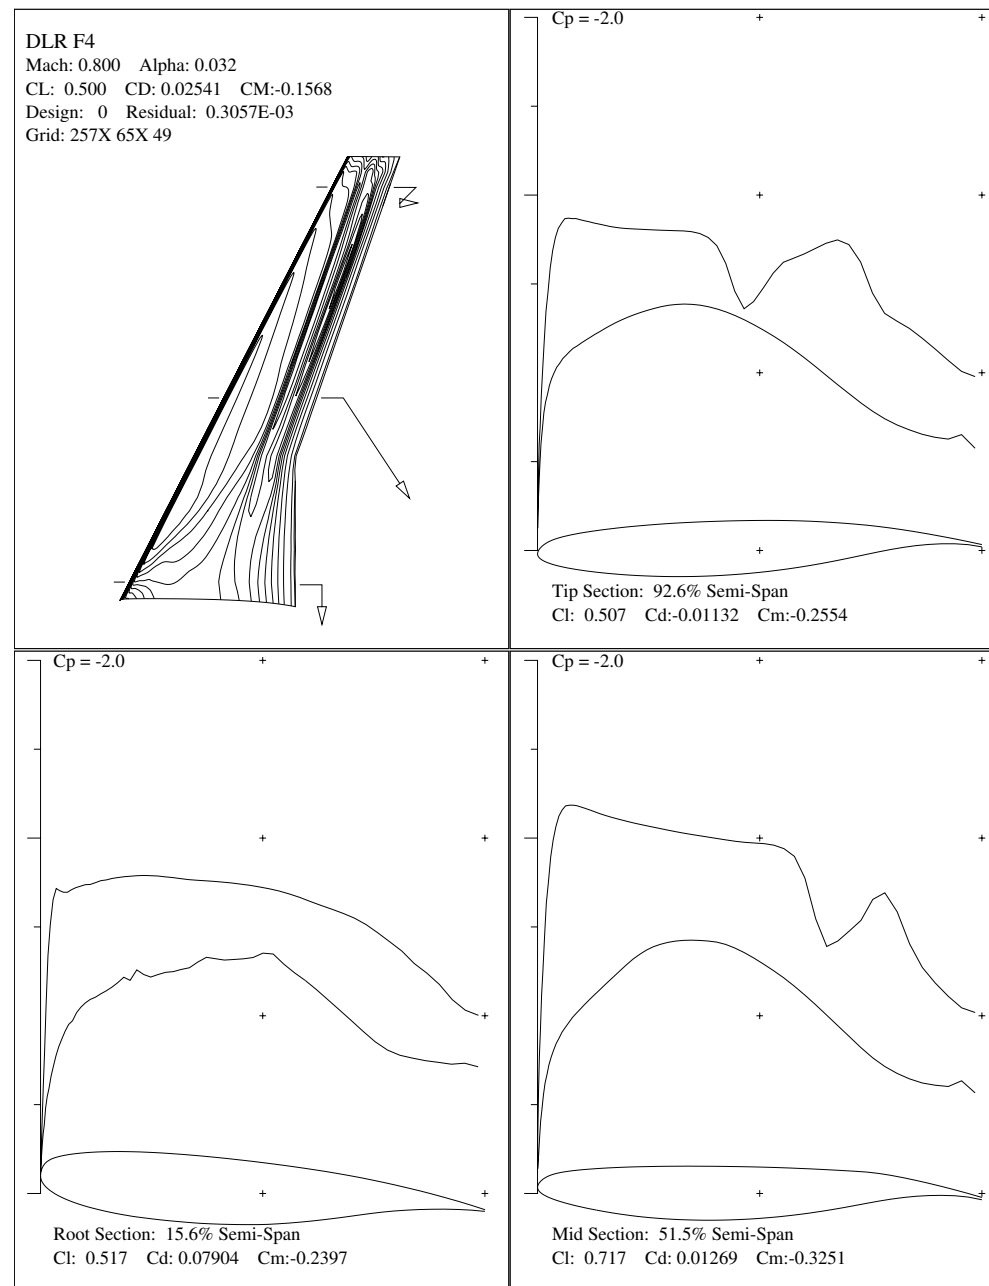 DLR F4
Mach: 0.800 Alpha: 0.032
CL: 0.500 CD: 0.02541 CM:-0.1568
Design: 0 Residual: 0.3057E-03
Grid: 257X 65X 49
Cp = -2.0
Tip Section: 92.6% Semi-Span
Cl: 0.507 Cd:-0.01132 Cm:-0.2554
Cp = -2.0
Root Section: 15.6% Semi-Span
Cl: 0.517 Cd: 0.07904 Cm:-0.2397
Cp = -2.0
Mid Section: 51.5% Semi-Span
Cl: 0.717 Cd: 0.01269 Cm:-0.3251